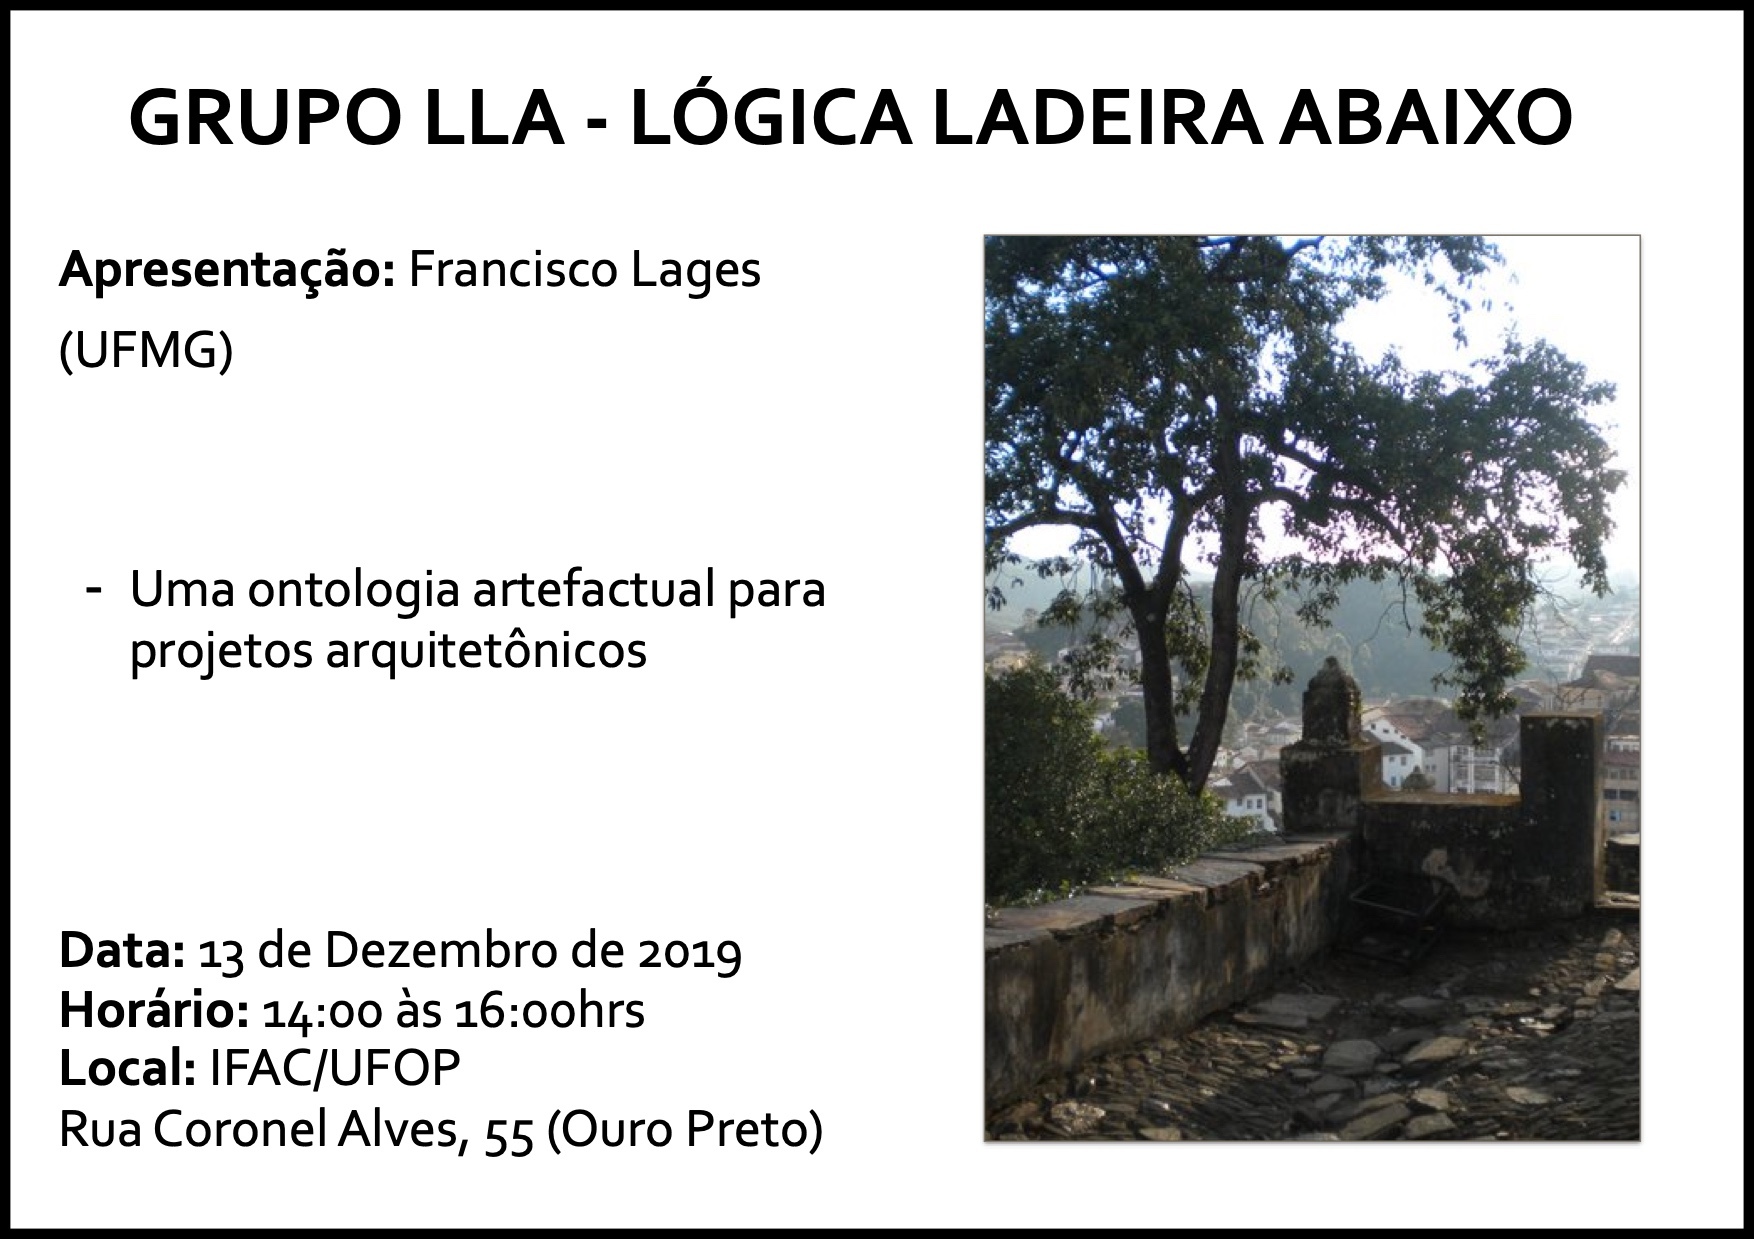 GRUPO LLA - LÓGICA LADEIRA ABAIXO
Apresentação: Francisco Lages
(UFMG)
- Uma ontologia artefactual para
projetos arquitetônicos
Data: 13 de Dezembro de 2019
Horário: 14:00 às 16:00hrs
Local: IFAC/UFOP
Rua Coronel Alves, 55 (Ouro Preto)